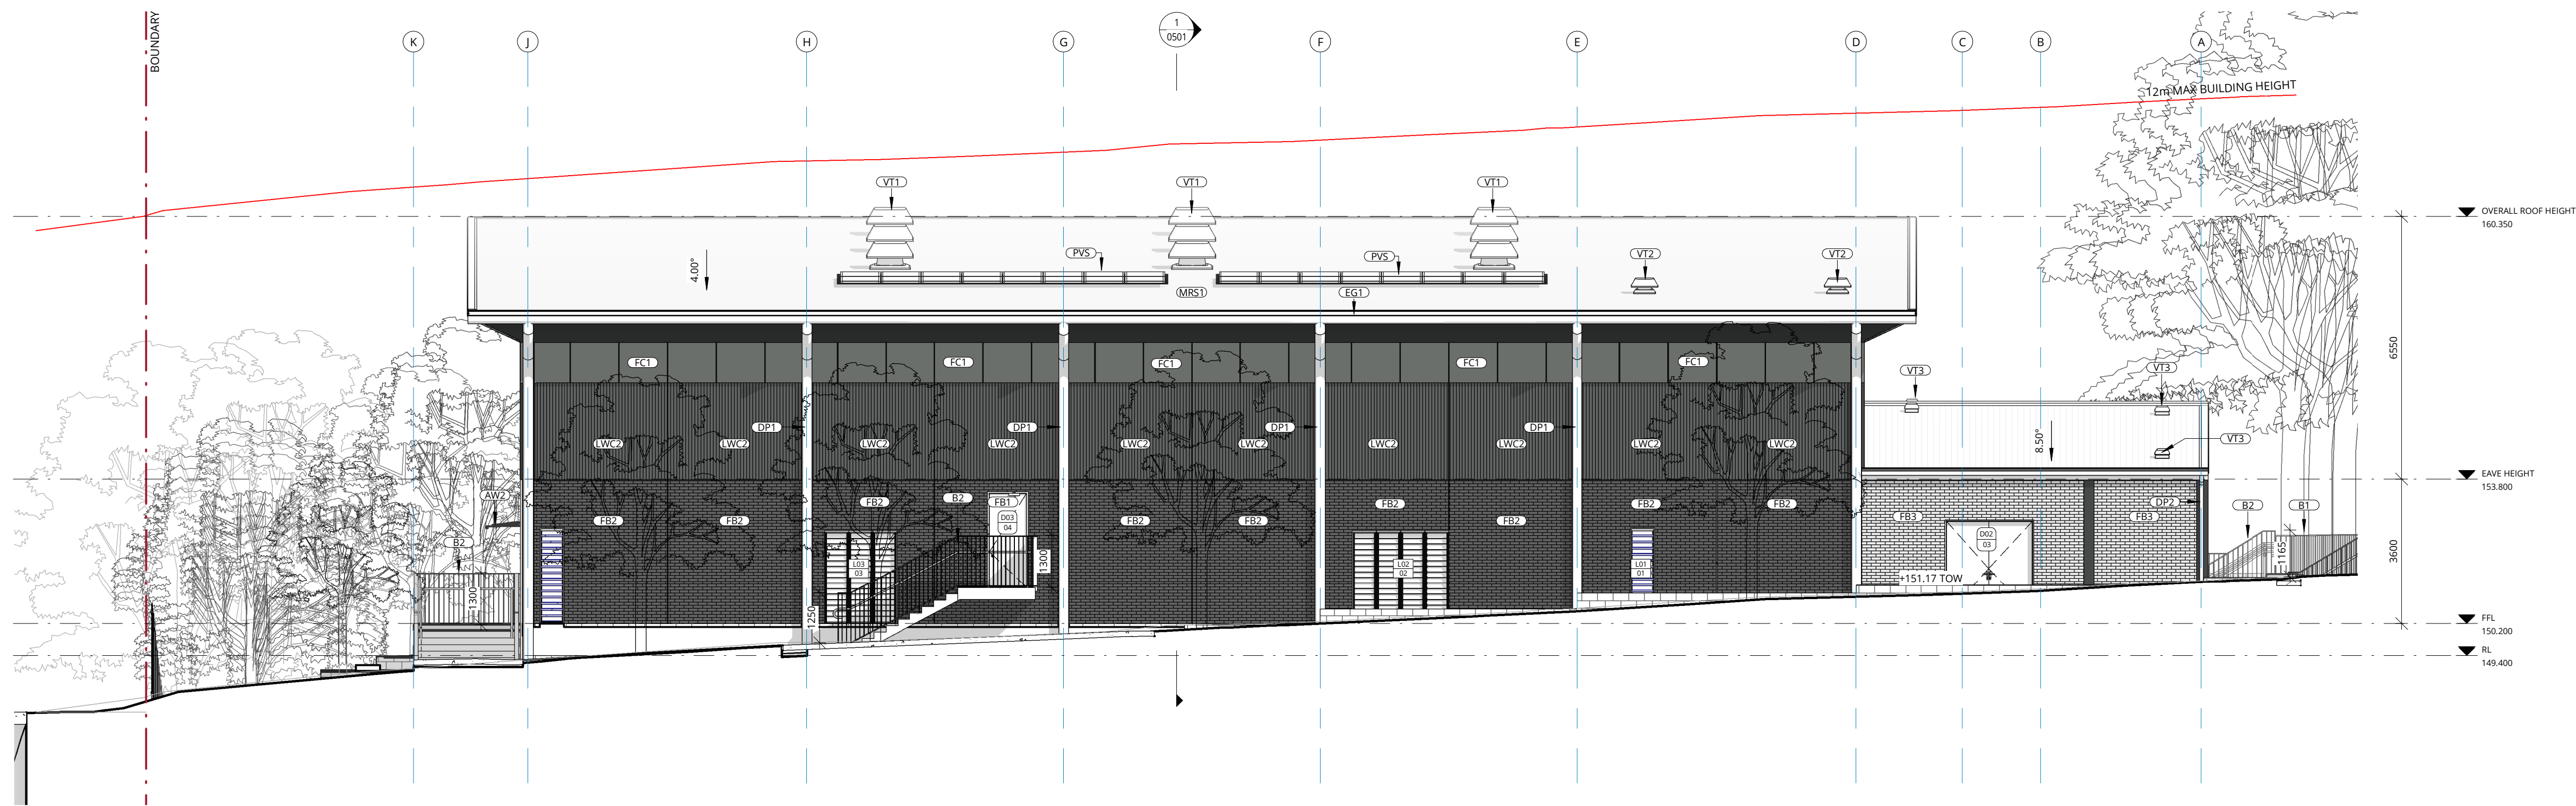 BOUNDARY
K
J
H
G
1
0501
F
E
D
C
B
A
12m MAX BUILDING HEIGHT
VT1
VT1
VT1
OVERALL ROOF HEIGHT
160.350
4.00°
PVS
PVS
VT2
VT2
MRS1
EG1
FC1
FC1
FC1
FC1
FC1
VT3
VT3
6550
DP1
DP1
DP1
DP1
LWC2
LWC2
LWC2
LWC2
LWC2
LWC2
LWC2
LWC2
LWC2
LWC2
8.50°
VT3
EAVE HEIGHT
153.800
AW2
B2
FB2
FB2
FB2
B2
FB1
D03
04
FB2
FB2
FB2
FB2
FB2
FB2
FB3
D02
03
FB3
DP2
B2
B1
1165
1300
1250
L03
03
1300
L02
02
L01
01
+151.17 TOW
3600
FFL
150.200
RL
149.400